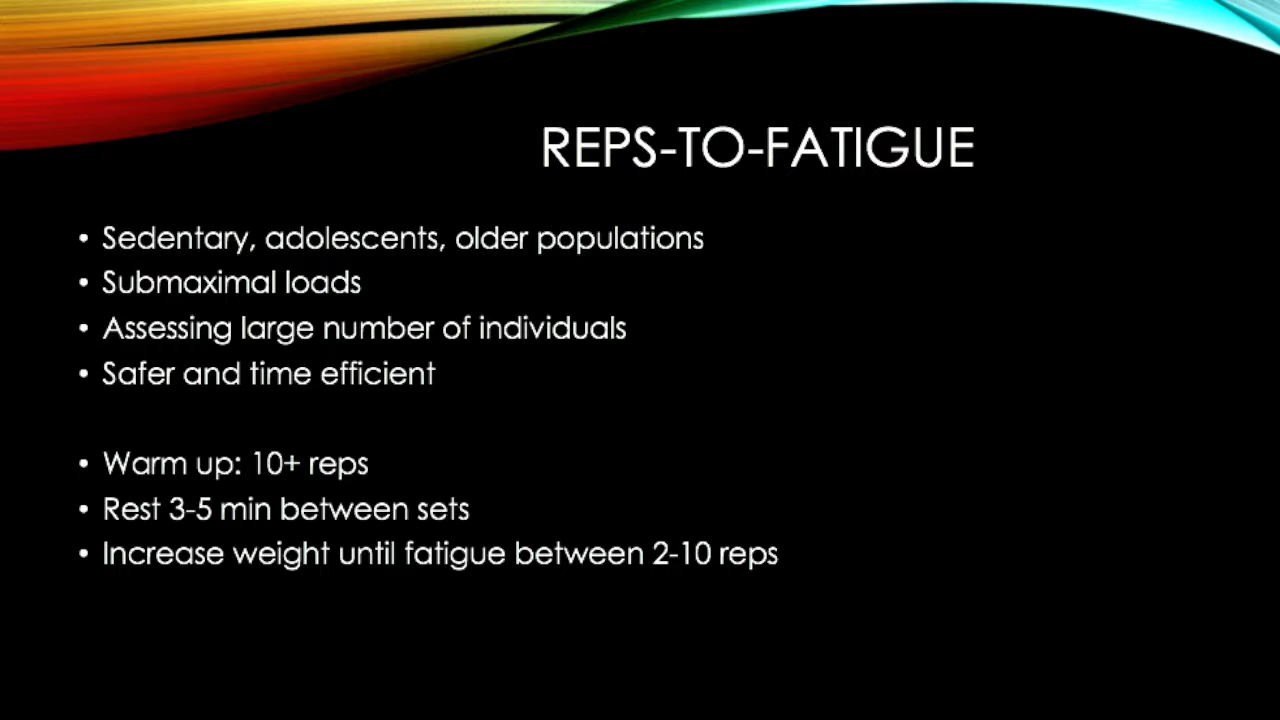 REPS-TO-FATIGUE
• Sedentary, adolescents, older populations
• Submaximal loads
• Assessing large number of individuals
• Safer and time efficient
• Warm up: 10+ reps
• Rest 3-5 min between sets
• Increase weight until fatigue between 2-10 reps